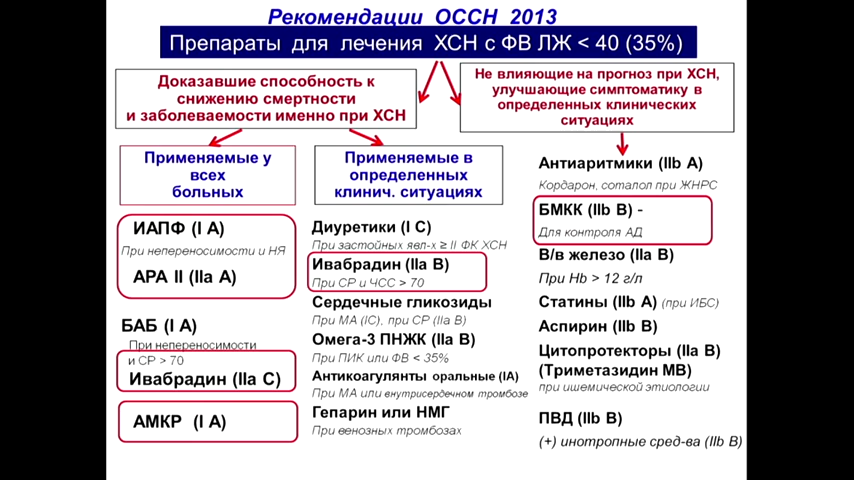 Рекомендации ОССН 2013
Препараты для лечения ХСН с ФВ ЛЖ < 40 (35%)
Доказавшие способность к
снижению смертности
и заболеваемости именно при ХСН
Не влияющие на прогноз при ХСН,
улучшающие симптоматику в
определенных клинических
ситуациях
Применяемые у
всех
больных
ИАПФ (I A)
При непереносимости и НЯ
АРА II (IIa A)
БАБ (I A)
При непереносимости
и СР > 70
Ивабрадин (IIa C)
АМКР (I A)
Применяемые в
определенных
клинич. ситуациях
Диуретики (I C)
При застойных явл-х ≥ II ФК ХСН
Ивабрадин (IIa B)
При СР и ЧСС > 70
Сердечные гликозиды
При МА (IC), при СР (IIa B)
Омега-3 ПНЖК (IIa B)
При ПИК или ФВ < 35%
Антикоагулянты оральные (IA)
При МА или внутрисердечном тромбозе
Гепарин или НМГ
При венозных тромбозах
Антиаритмики (IIb A)
Кордарон, соталол при ЖНРС
БМКК (IIb B) -
Для контроля АД
В/в железо (IIa B)
При Hb > 12 г/л
Статины (IIb A) (при ИБС)
Аспирин (IIb B)
Цитопротекторы (IIa B)
(Триметазидин МВ)
при ишемической этиологии
ПВД (IIb B)
(+) инотропные сред-ва (IIb B)